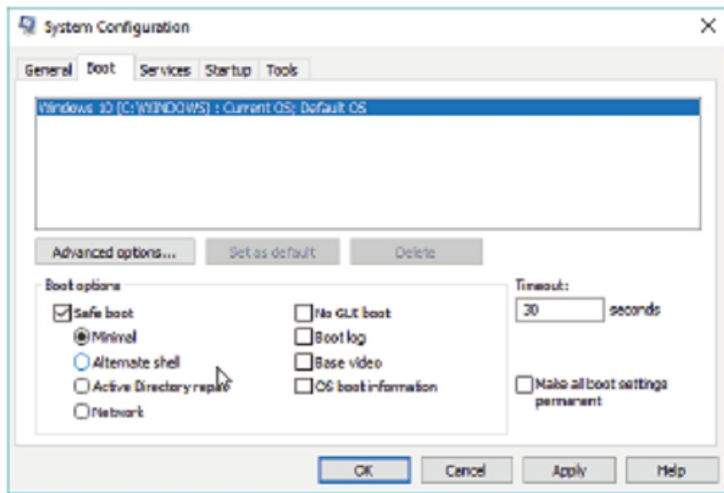 System Configuration
General Boot Services Startup Tools
Windows 10 (C:\WINDOWS) : Current OS; Default OS
Advanced options... Set as default Delete
Boot options
Timeout:
Safe boot No GUI boot 30 seconds
Minimal Boot log
Alternate shell Base video
Active Directory repair OS boot information Make all boot settings
permanent
Network
OK Cancel Apply Help